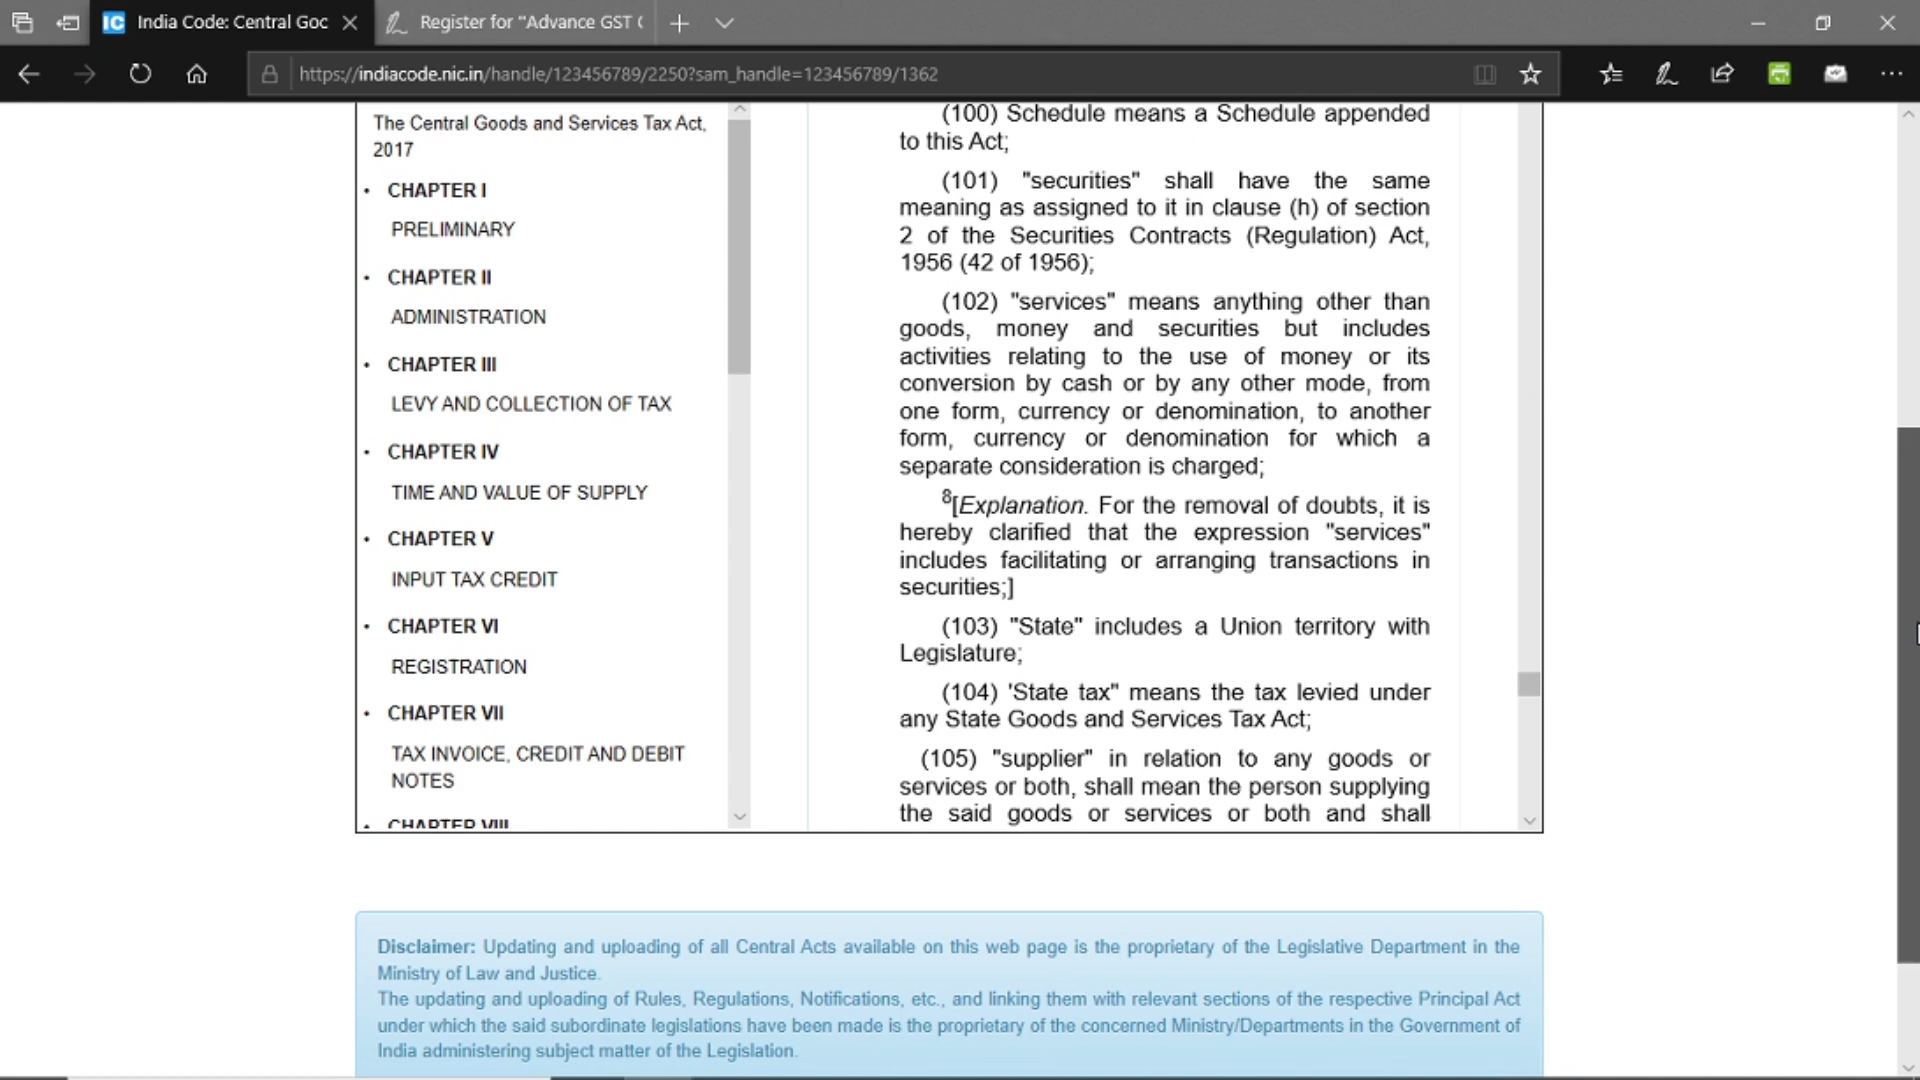 India Code: Central Goc
Register for "Advance GST (
https://indiacode.nic.in/handle/123456789/2250?sam_handle=123456789/1362
The Central Goods and Services Tax Act,
2017
• CHAPTER I
PRELIMINARY
• CHAPTER II
ADMINISTRATION
• CHAPTER III
LEVY AND COLLECTION OF TAX
• CHAPTER IV
TIME AND VALUE OF SUPPLY
• CHAPTER V
INPUT TAX CREDIT
• CHAPTER VI
REGISTRATION
• CHAPTER VII
TAX INVOICE, CREDIT AND DEBIT
NOTES
• CHAPTER VIII
(100) Schedule means a Schedule appended
to this Act;
(101) "securities" shall have the same
meaning as assigned to it in clause (h) of section
2 of the Securities Contracts (Regulation) Act,
1956 (42 of 1956);
(102) "services" means anything other than
goods, money and securities but includes
activities relating to the use of money or its
conversion by cash or by any other mode, from
one form, currency or denomination, to another
form, currency or denomination for which a
separate consideration is charged;
8[Explanation. For the removal of doubts, it is
hereby clarified that the expression "services"
includes facilitating or arranging transactions in
securities;]
(103) "State" includes a Union territory with
Legislature;
(104) 'State tax" means the tax levied under
any State Goods and Services Tax Act;
(105) "supplier" in relation to any goods or
services or both, shall mean the person supplying
the said goods or services or both and shall
Disclaimer: Updating and uploading of all Central Acts available on this web page is the proprietary of the Legislative Department in the
Ministry of Law and Justice.
The updating and uploading of Rules, Regulations, Notifications, etc., and linking them with relevant sections of the respective Principal Act
under which the said subordinate legislations have been made is the proprietary of the concerned Ministry/Departments in the Government of
India administering subject matter of the Legislation.